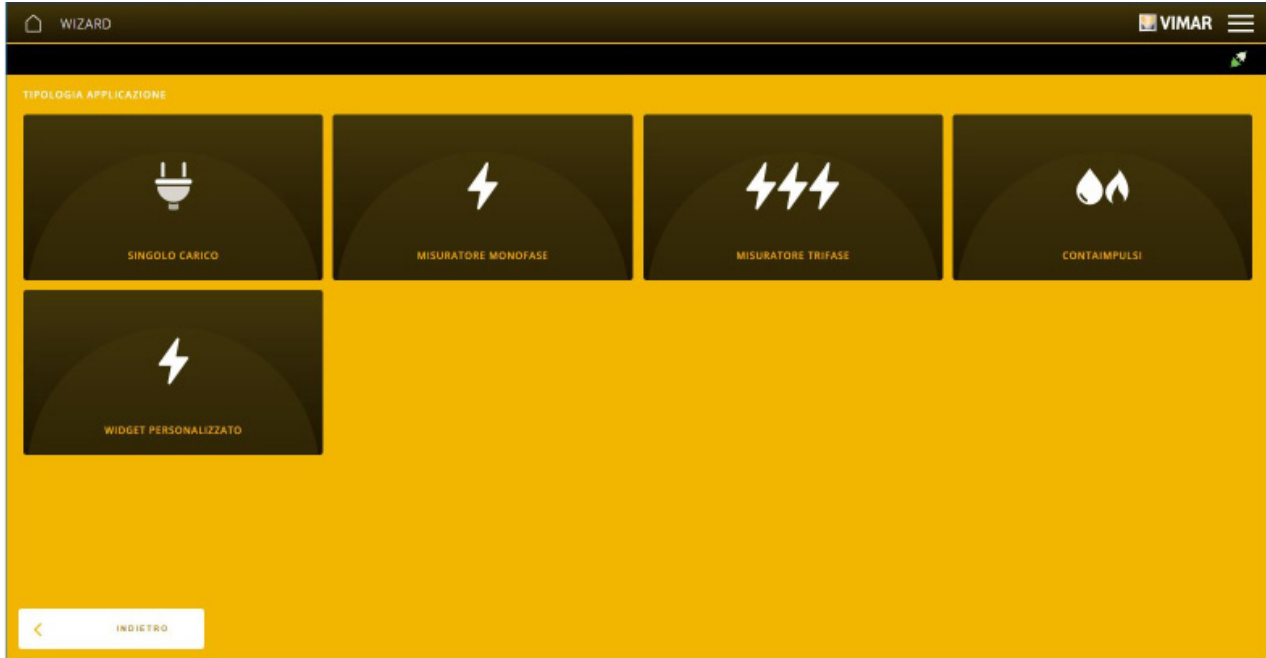 WIZARD
VIMAR
TIPOLOGIA APPLICAZIONE
SINGOLO CARICO
MISURATORE MONOFASE
MISURATORE TRIFASE
CONTAIMPULSI
WIDGET PERSONALIZZATO
INDIETRO